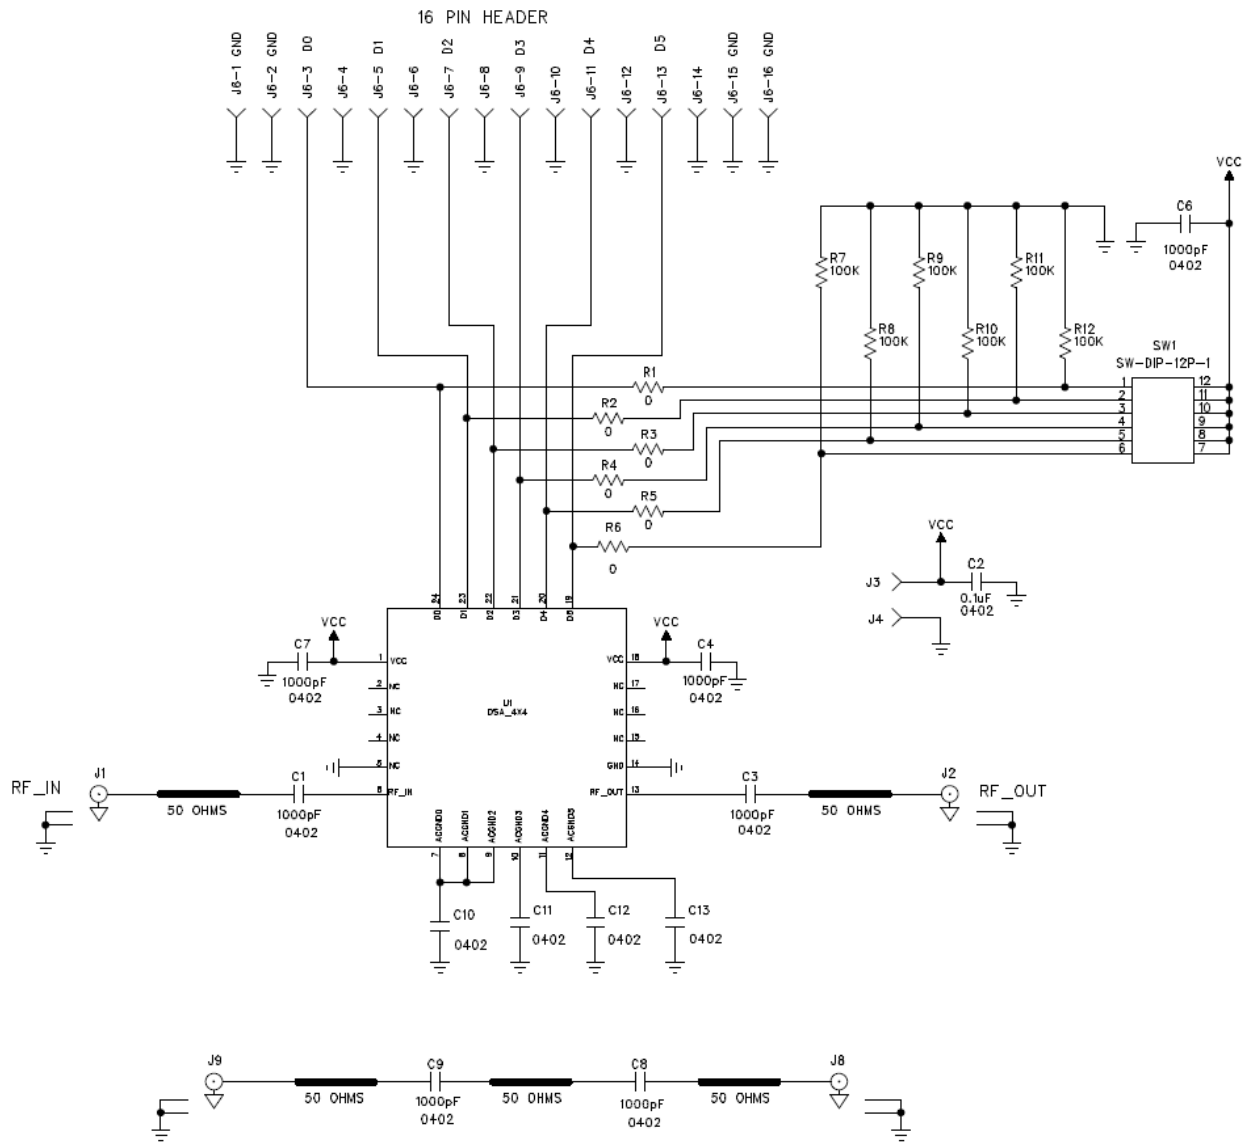 16 PIN HEADER
J6-1 GND
J6-2 GND
J6-3 D0
J6-4
J6-5 D1
J6-6
J6-7 D2
J6-8
J6-9 D3
J6-10
J6-11 D4
J6-12
J6-13 D5
J6-14
J6-15 GND
J6-16 GND
VCC
C6
1000pF
0402
R7
100K
R9
100K
R11
100K
R8
100K
R10
100K
R12
100K
SW1
SW-DIP-12P-1
1
2
3
4
5
6
12
11
10
9
8
7
R1
0
R2
0
R3
0
R4
0
R5
0
R6
0
VCC
J3
C2
0.1uF
0402
J4
24
23
22
21
20
19
D0
D1
D2
D3
D4
D5
VCC
C7
1000pF
0402
1
VCC
2
NC
3
NC
4
NC
5
NC
6
RF_IN
U1
DSA_4X4
VCC
18
NC
17
NC
16
NC
15
GND
14
RF_OUT
13
VCC
C4
1000pF
0402
RF_IN
J1
50 OHMS
C1
1000pF
0402
C3
1000pF
0402
50 OHMS
J2
RF_OUT
ACGND0
ACGND1
ACGND2
ACGND3
ACGND4
ACGND5
7
8
9
10
11
12
C10
0402
C11
0402
C12
0402
C13
0402
J9
50 OHMS
C9
1000pF
0402
50 OHMS
C8
1000pF
0402
50 OHMS
J8